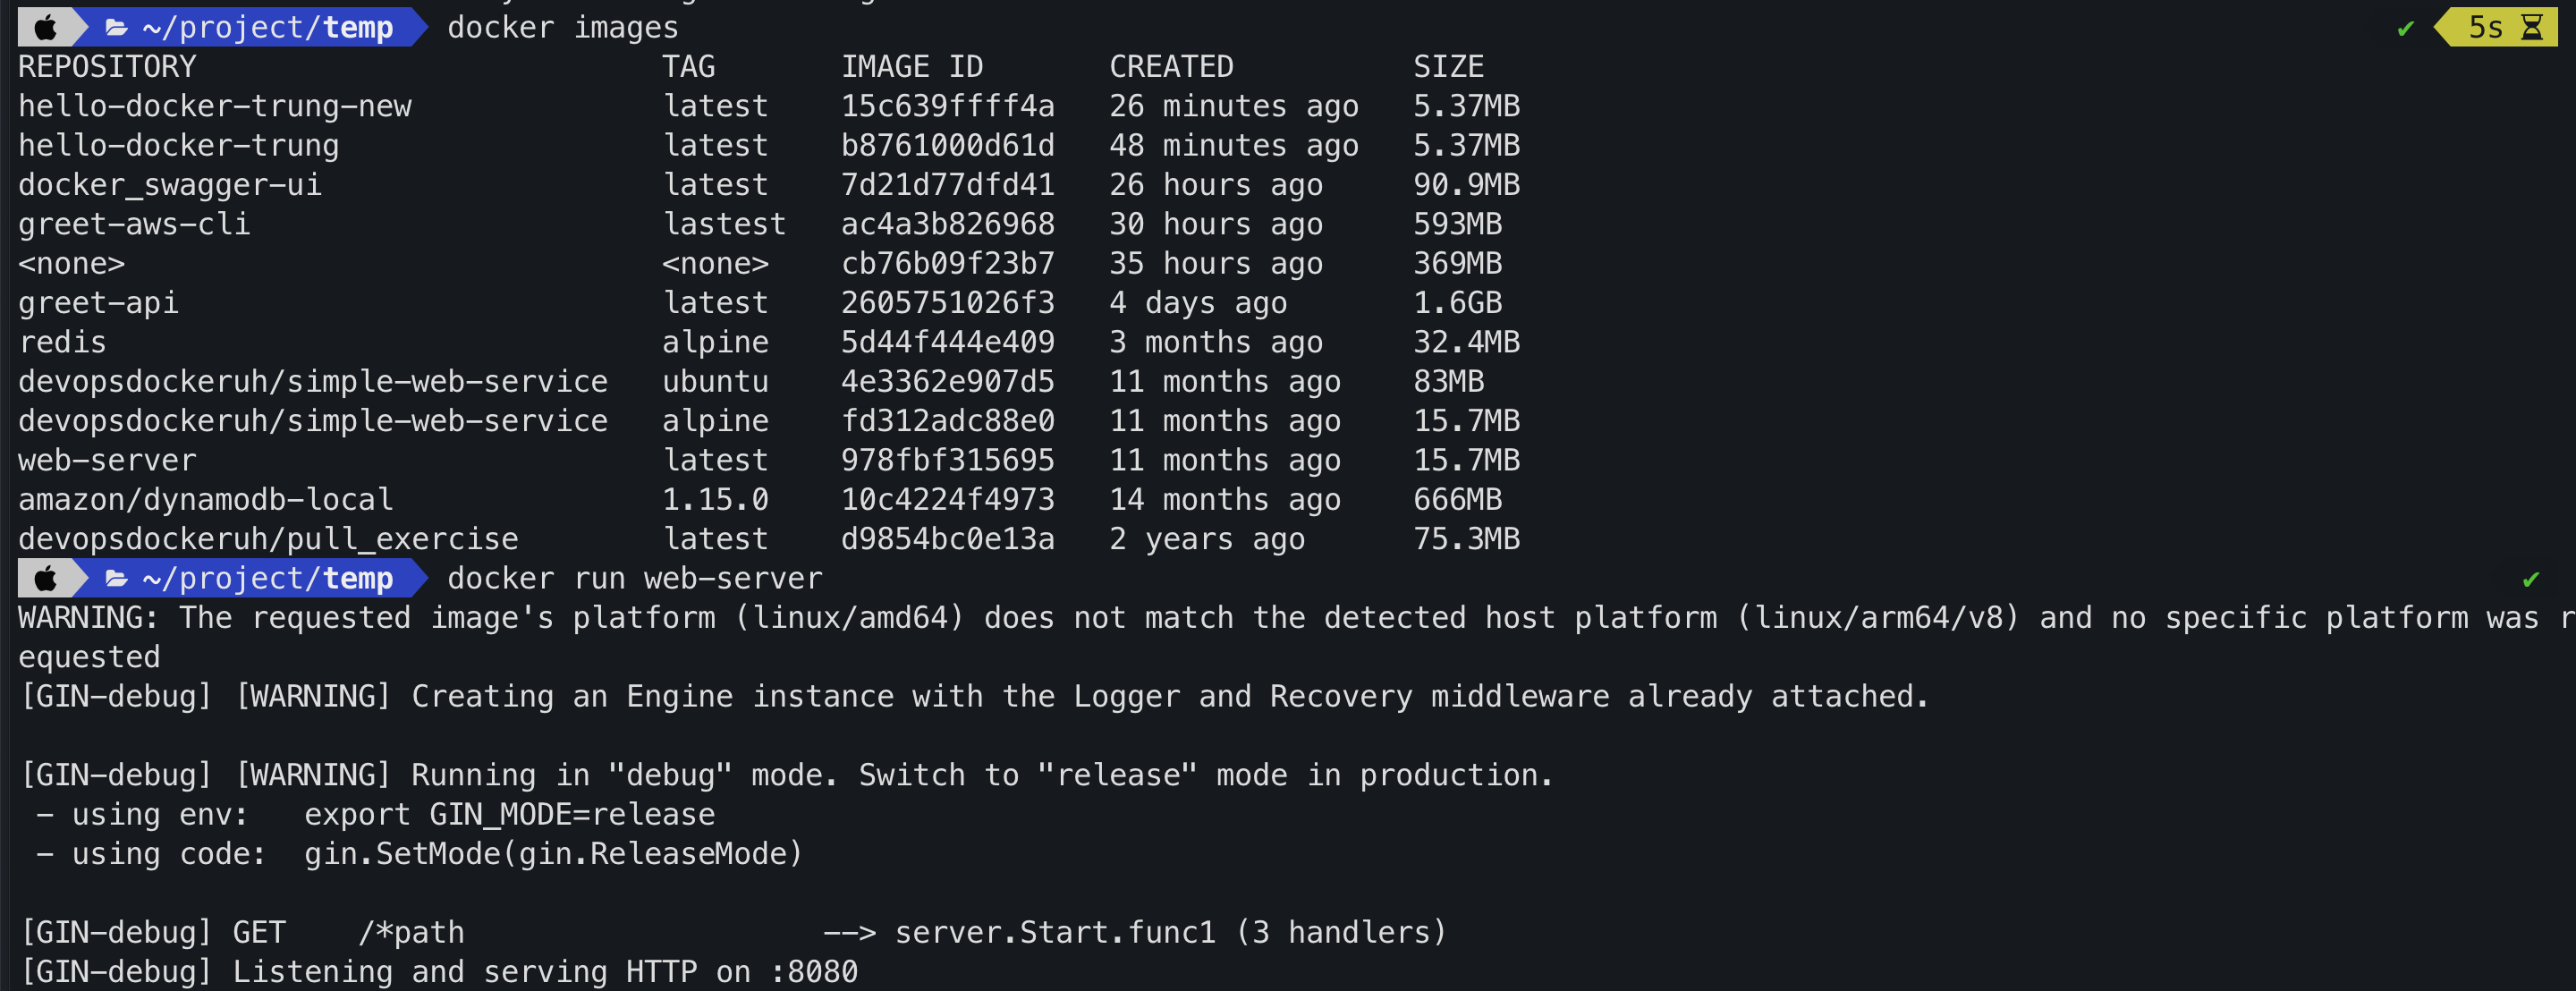 ~/project/temp docker images ✔ 5s
REPOSITORY TAG IMAGE ID CREATED SIZE
hello-docker-trung-new latest 15c639ffff4a 26 minutes ago 5.37MB
hello-docker-trung latest b8761000d61d 48 minutes ago 5.37MB
docker_swagger-ui latest 7d21d77dfd41 26 hours ago 90.9MB
greet-aws-cli lastest ac4a3b826968 30 hours ago 593MB
<none> <none> cb76b09f23b7 35 hours ago 369MB
greet-api latest 2605751026f3 4 days ago 1.6GB
redis alpine 5d44f444e409 3 months ago 32.4MB
devopsdockeruh/simple-web-service ubuntu 4e3362e907d5 11 months ago 83MB
devopsdockeruh/simple-web-service alpine fd312adc88e0 11 months ago 15.7MB
web-server latest 978fbf315695 11 months ago 15.7MB
amazon/dynamodb-local 1.15.0 10c4224f4973 14 months ago 666MB
devopsdockeruh/pull_exercise latest d9854bc0e13a 2 years ago 75.3MB
~/project/temp docker run web-server ✔
WARNING: The requested image's platform (linux/amd64) does not match the detected host platform (linux/arm64/v8) and no specific platform was r
equested
[GIN-debug] [WARNING] Creating an Engine instance with the Logger and Recovery middleware already attached.
[GIN-debug] [WARNING] Running in "debug" mode. Switch to "release" mode in production.
- using env: export GIN_MODE=release
- using code: gin.SetMode(gin.ReleaseMode)
[GIN-debug] GET /*path --> server.Start.func1 (3 handlers)
[GIN-debug] Listening and serving HTTP on :8080